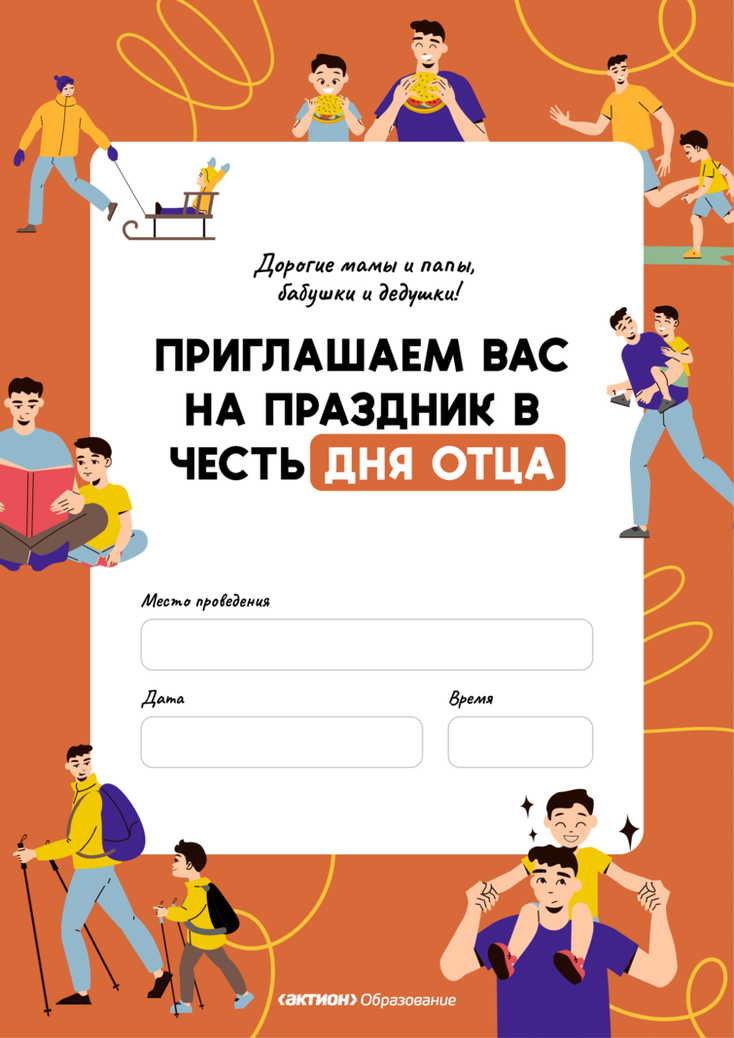 Дорогие мамы и папы,
бабушки и дедушки!
ПРИГЛАШАЕМ ВАС
НА ПРАЗДНИК В
ЧЕСТЬ ДНЯ ОТЦА
Место проведения
Дата Время
‹АКТИОН› Образование